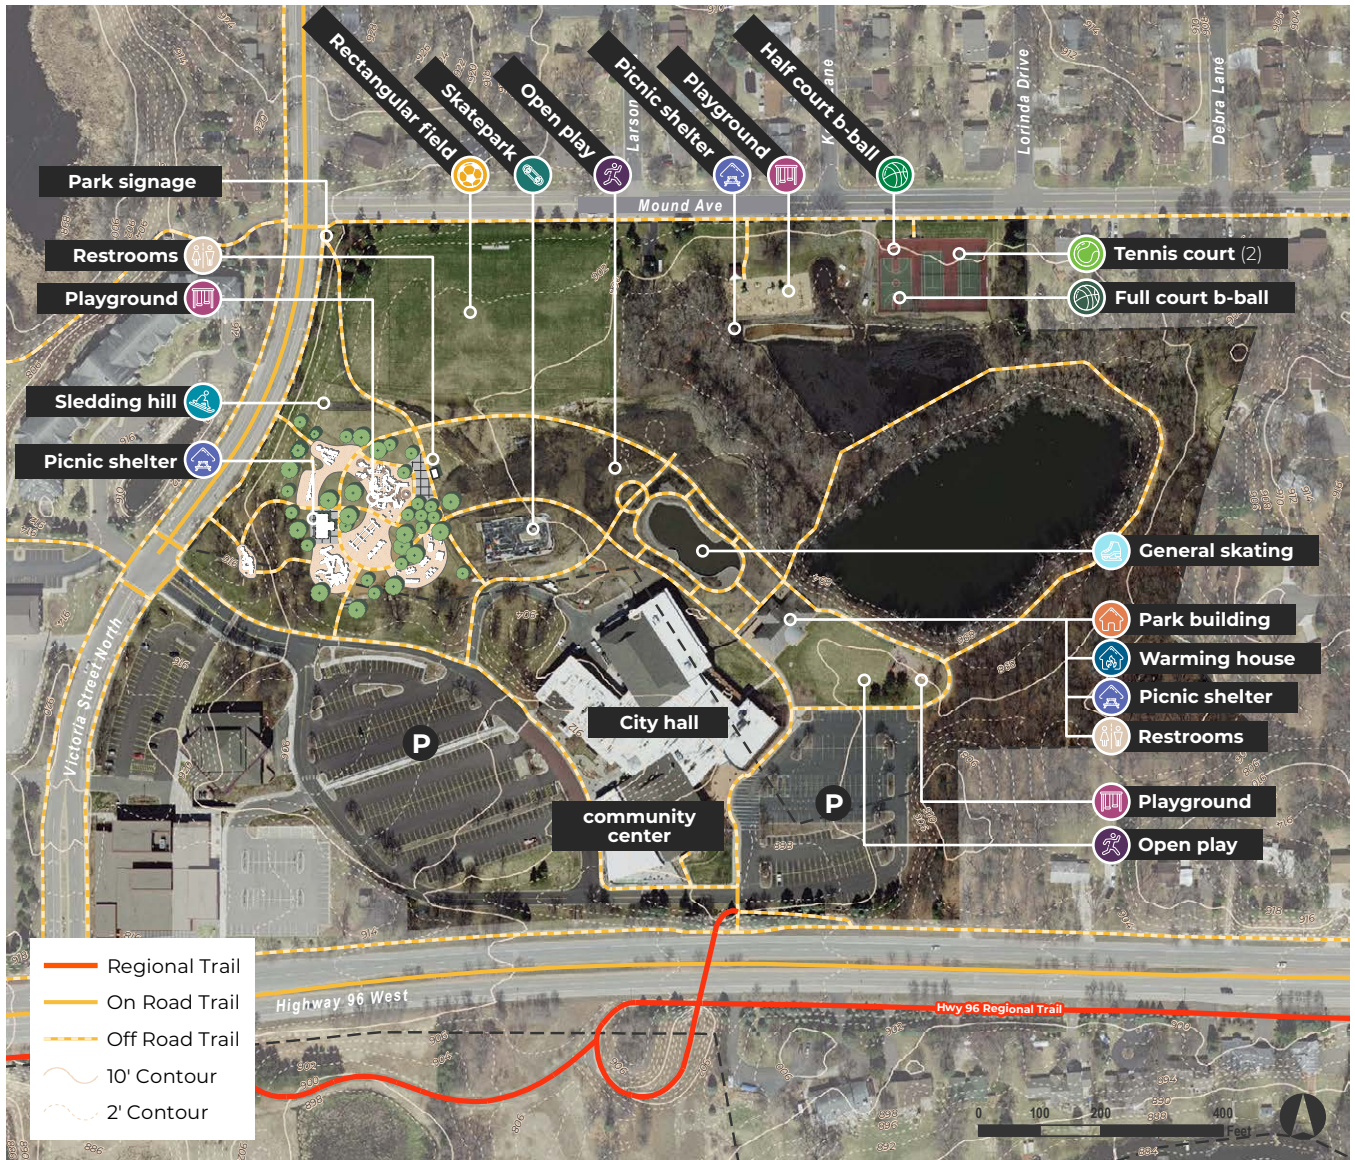 Rectangular field
Skatepark
Open play
Picnic shelter
Playground
Half court b-ball
Larson
Lane
Lorinda Drive
Debra Lane
Mound Ave
Park signage
Restrooms
Playground
Sledding hill
Picnic shelter
Tennis court (2)
Full court b-ball
General skating
Park building
Warming house
Picnic shelter
Restrooms
Playground
Open play
City hall
community
center
P
P
Victoria Street North
Highway 96 West
Hwy 96 Regional Trail
Regional Trail
On Road Trail
Off Road Trail
10' Contour
2' Contour
0 100 200 400
Feet